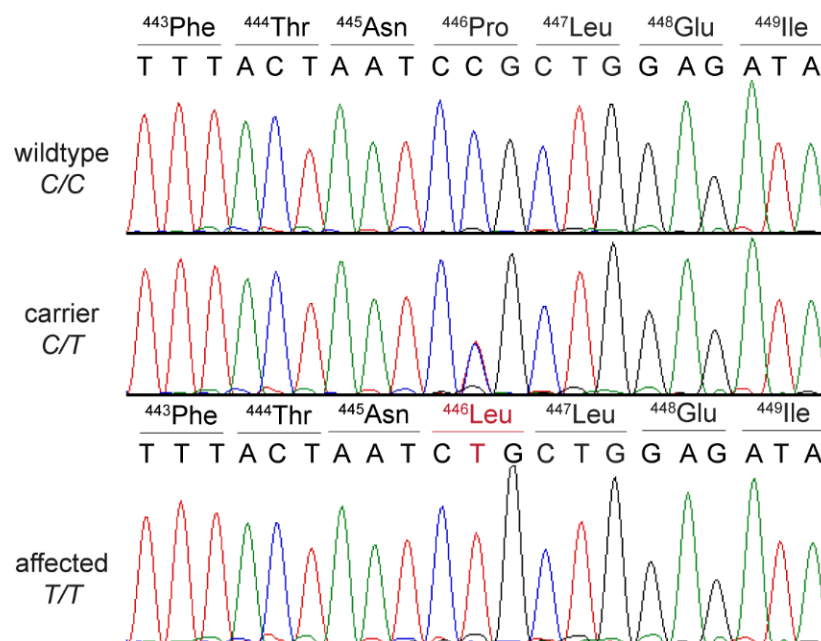 ⁴⁴³Phe ⁴⁴⁴Thr ⁴⁴⁵Asn ⁴⁴⁶Pro ⁴⁴⁷Leu ⁴⁴⁸Glu ⁴⁴⁹Ile
T T T A C T A A T C C G C T G G A G A T A
wildtype
C/C
carrier
C/T
⁴⁴³Phe ⁴⁴⁴Thr ⁴⁴⁵Asn ⁴⁴⁶Leu ⁴⁴⁷Leu ⁴⁴⁸Glu ⁴⁴⁹Ile
T T T A C T A A T C T G C T G G A G A T A
affected
T/T